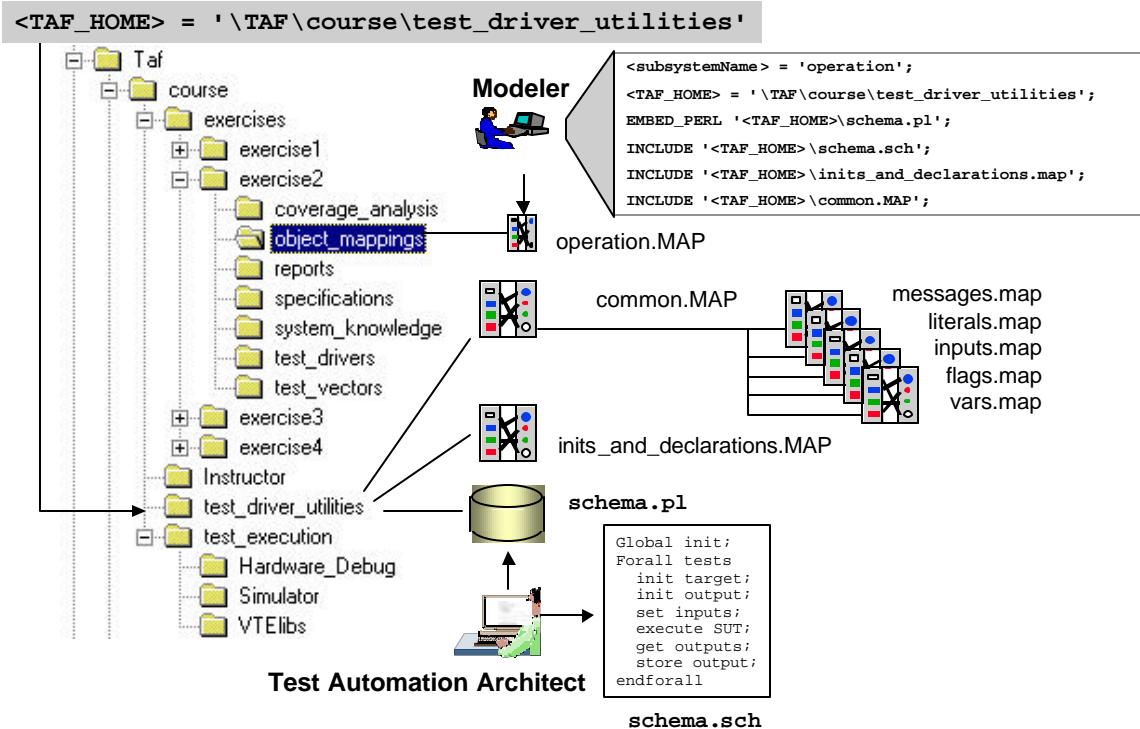 <TAF_HOME> = '\TAF\course\test_driver_utilities'
Taf
course
exercises
exercise1
exercise2
coverage_analysis
object_mappings
reports
specifications
system_knowledge
test_drivers
test_vectors
exercise3
exercise4
Instructor
test_driver_utilities
test_execution
Hardware_Debug
Simulator
VTElibs
Modeler
<subsystemName> = 'operation';
<TAF_HOME> = '\TAF\course\test_driver_utilities';
EMBED_PERL '<TAF_HOME>\schema.pl';
INCLUDE '<TAF_HOME>\schema.sch';
INCLUDE '<TAF_HOME>\inits_and_declarations.map';
INCLUDE '<TAF_HOME>\common.MAP';
operation.MAP
common.MAP
messages.map
literals.map
inputs.map
flags.map
vars.map
inits_and_declarations.MAP
schema.pl
Global init;
Forall tests
init target;
init output;
set inputs;
execute SUT;
get outputs;
store output;
endforall
Test Automation Architect
schema.sch